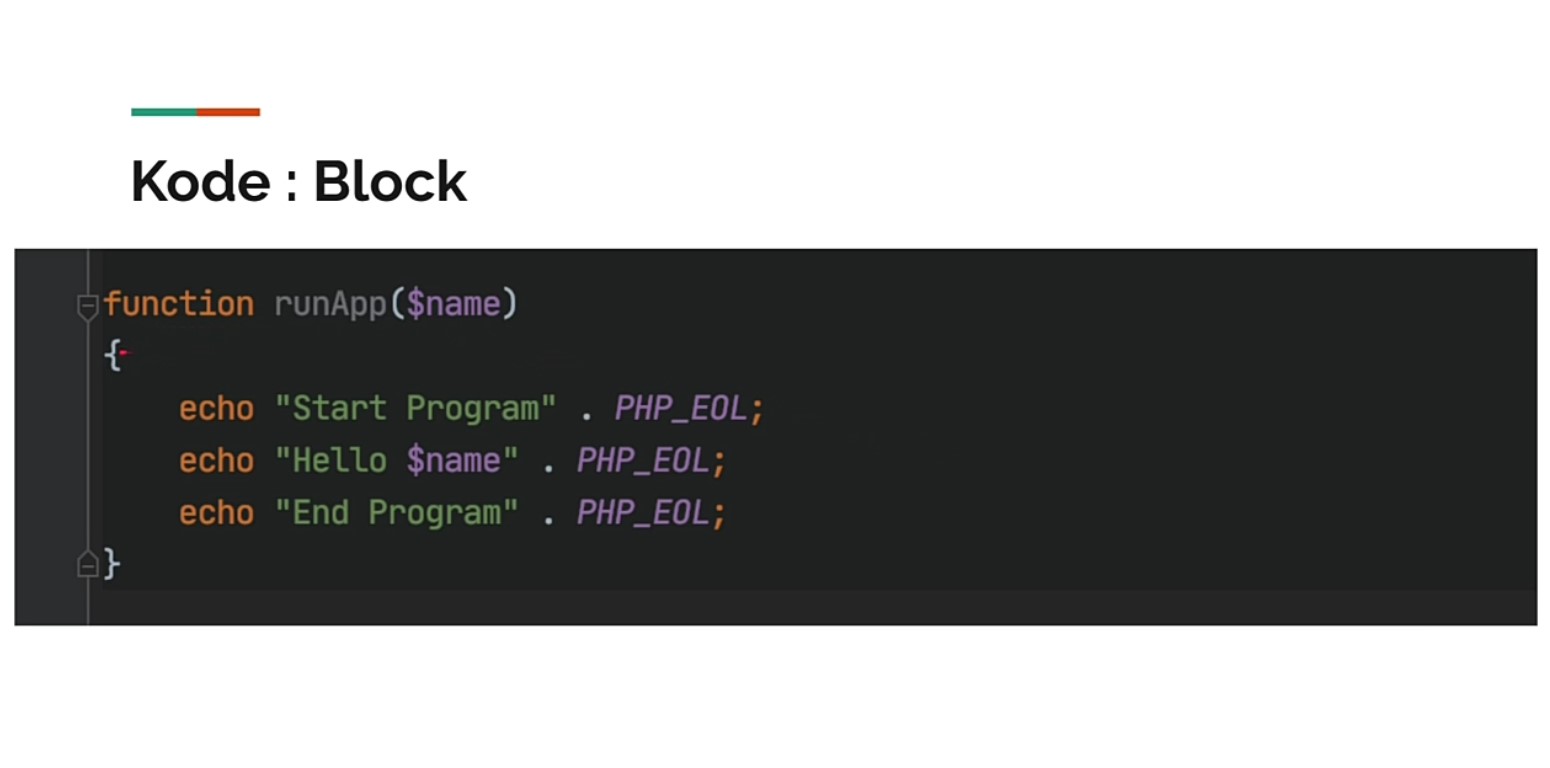 Kode : Block
function runApp($name)
{
    echo "Start Program" . PHP_EOL;
    echo "Hello $name" . PHP_EOL;
    echo "End Program" . PHP_EOL;
}